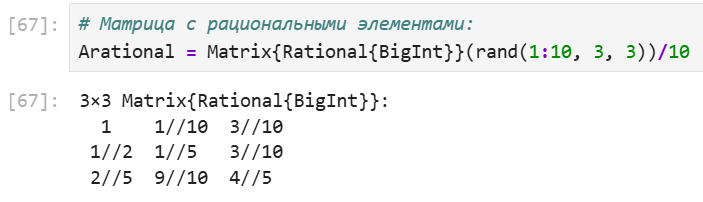 [67]: # Матрица с рациональными элементами:
Arational = Matrix{Rational{BigInt}}(rand(1:10, 3, 3))/10
[67]: 3×3 Matrix{Rational{BigInt}}:
1 1//10 3//10
1//2 1//5 3//10
2//5 9//10 4//5